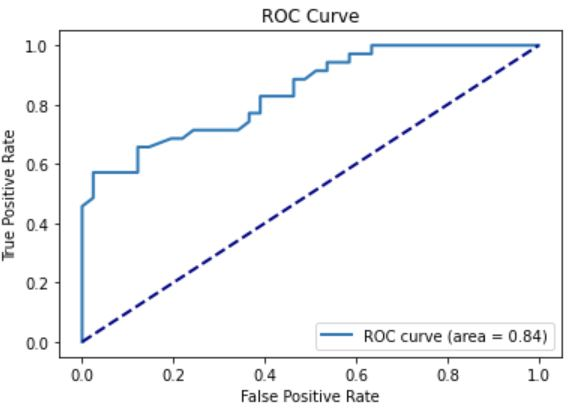 ROC Curve
True Positive Rate
1.0
0.8
0.6
0.4
0.2
0.0
ROC curve (area = 0.84)
0.0 0.2 0.4 0.6 0.8 1.0
False Positive Rate